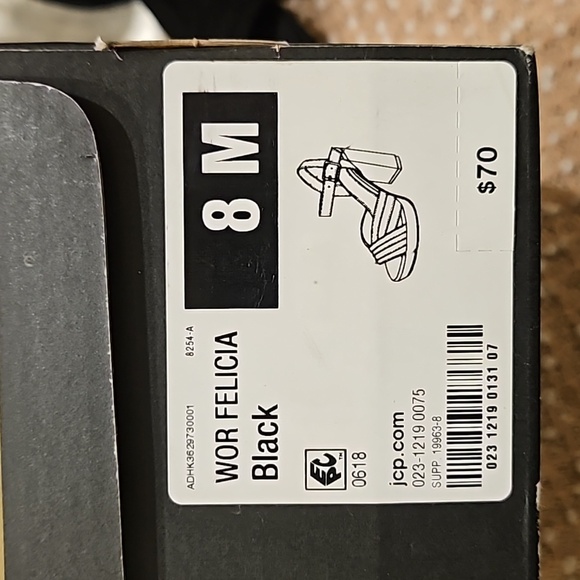 8 M
$70
ADHK3629730001 8254-A
WOR FELICIA
Black
EPC™
0618
jcp.com
023-1219 0075
SUPP 19963-8
023 1219 0131 07